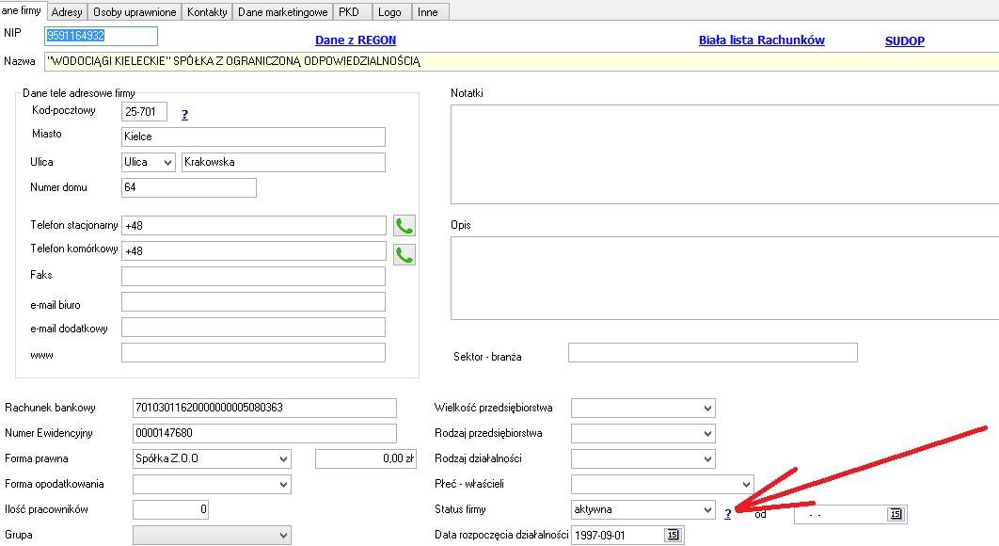 ane firmy Adresy Osoby uprawnione Kontakty Dane marketingowe PKD Logo Inne
NIP 9591164932 Dane z REGON Biała lista Rachunków SUDOP
Nazwa "WODOCIĄGI KIELECKIE" SPÓŁKA Z OGRANICZONĄ ODPOWIEDZIALNOŚCIĄ
Dane tele adresowe firmy
Kod-pocztowy 25-701 ?
Miasto Kielce
Ulica Ulica Krakowska
Numer domu 64
Telefon stacjonarny +48
Telefon komórkowy +48
Faks
e-mail biuro
e-mail dodatkowy
www
Notatki
Opis
Sektor - branża
Rachunek bankowy 70103011620000000005080363
Numer Ewidencyjny 0000147680
Forma prawna Spółka Z.O.O 0,00 zł
Forma opodatkowania
Ilość pracowników 0
Grupa
Wielkość przedsiębiorstwa
Rodzaj przedsiębiorstwa
Rodzaj działalności
Płeć - właścieli
Status firmy aktywna ? od - - 15
Data rozpoczęcia działalności 1997-09-01 15